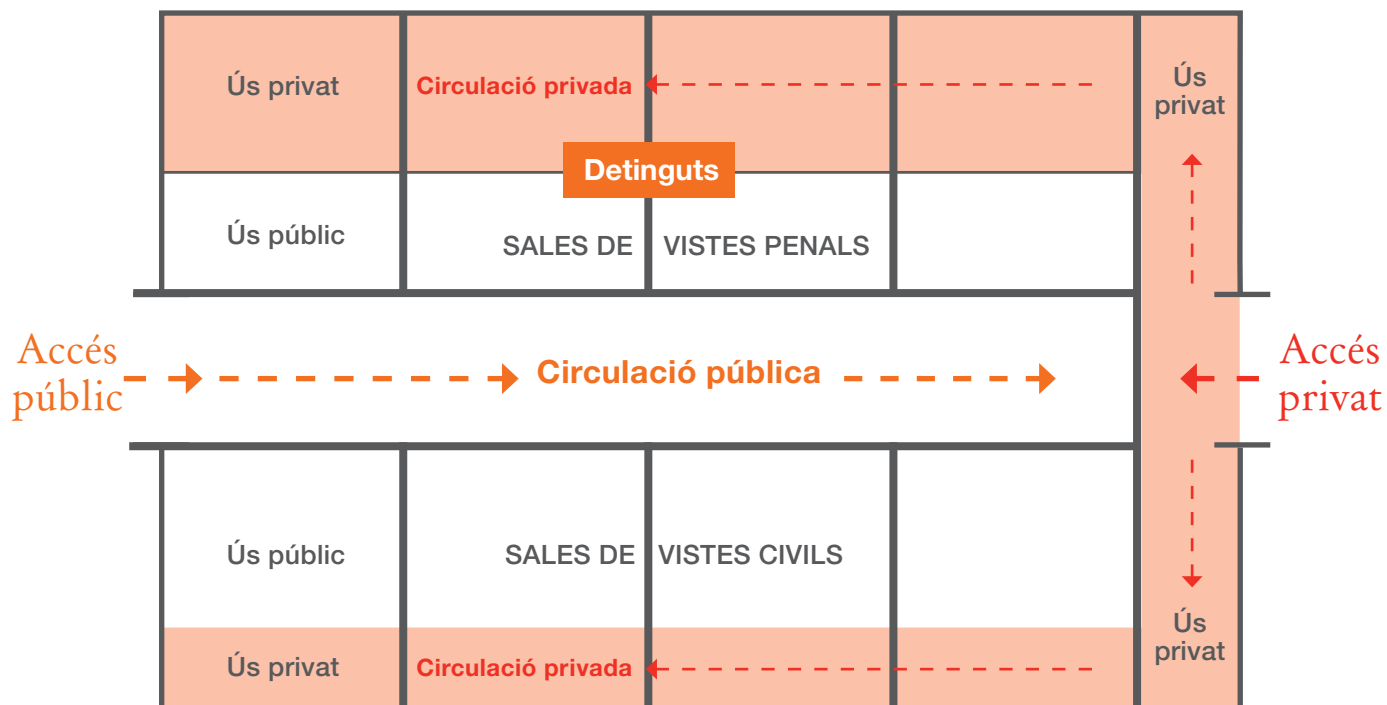 Ús privat
Circulació privada
Ús
privat
Detinguts
Ús públic
SALES DE VISTES PENALS
Accés
públic
Circulació pública
Accés
privat
Ús públic
SALES DE VISTES CIVILS
Ús
privat
Ús privat
Circulació privada